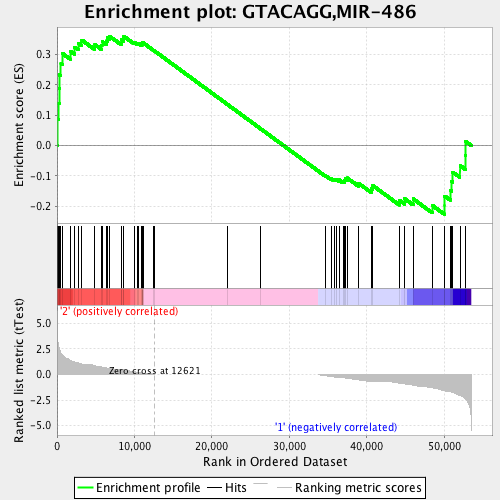 Enrichment plot: GTACAGG,MIR-486
Enrichment score (ES)
0.3
0.2
0.1
0.0
-0.1
-0.2
'2' (positively correlated)
Ranked list metric (tTest)
5.0
2.5
0.0
-2.5
-5.0
Zero cross at 12621
'1' (negatively correlated)
0
10,000
20,000
30,000
40,000
50,000
Rank in Ordered Dataset
Enrichment profile
Hits
Ranking metric scores